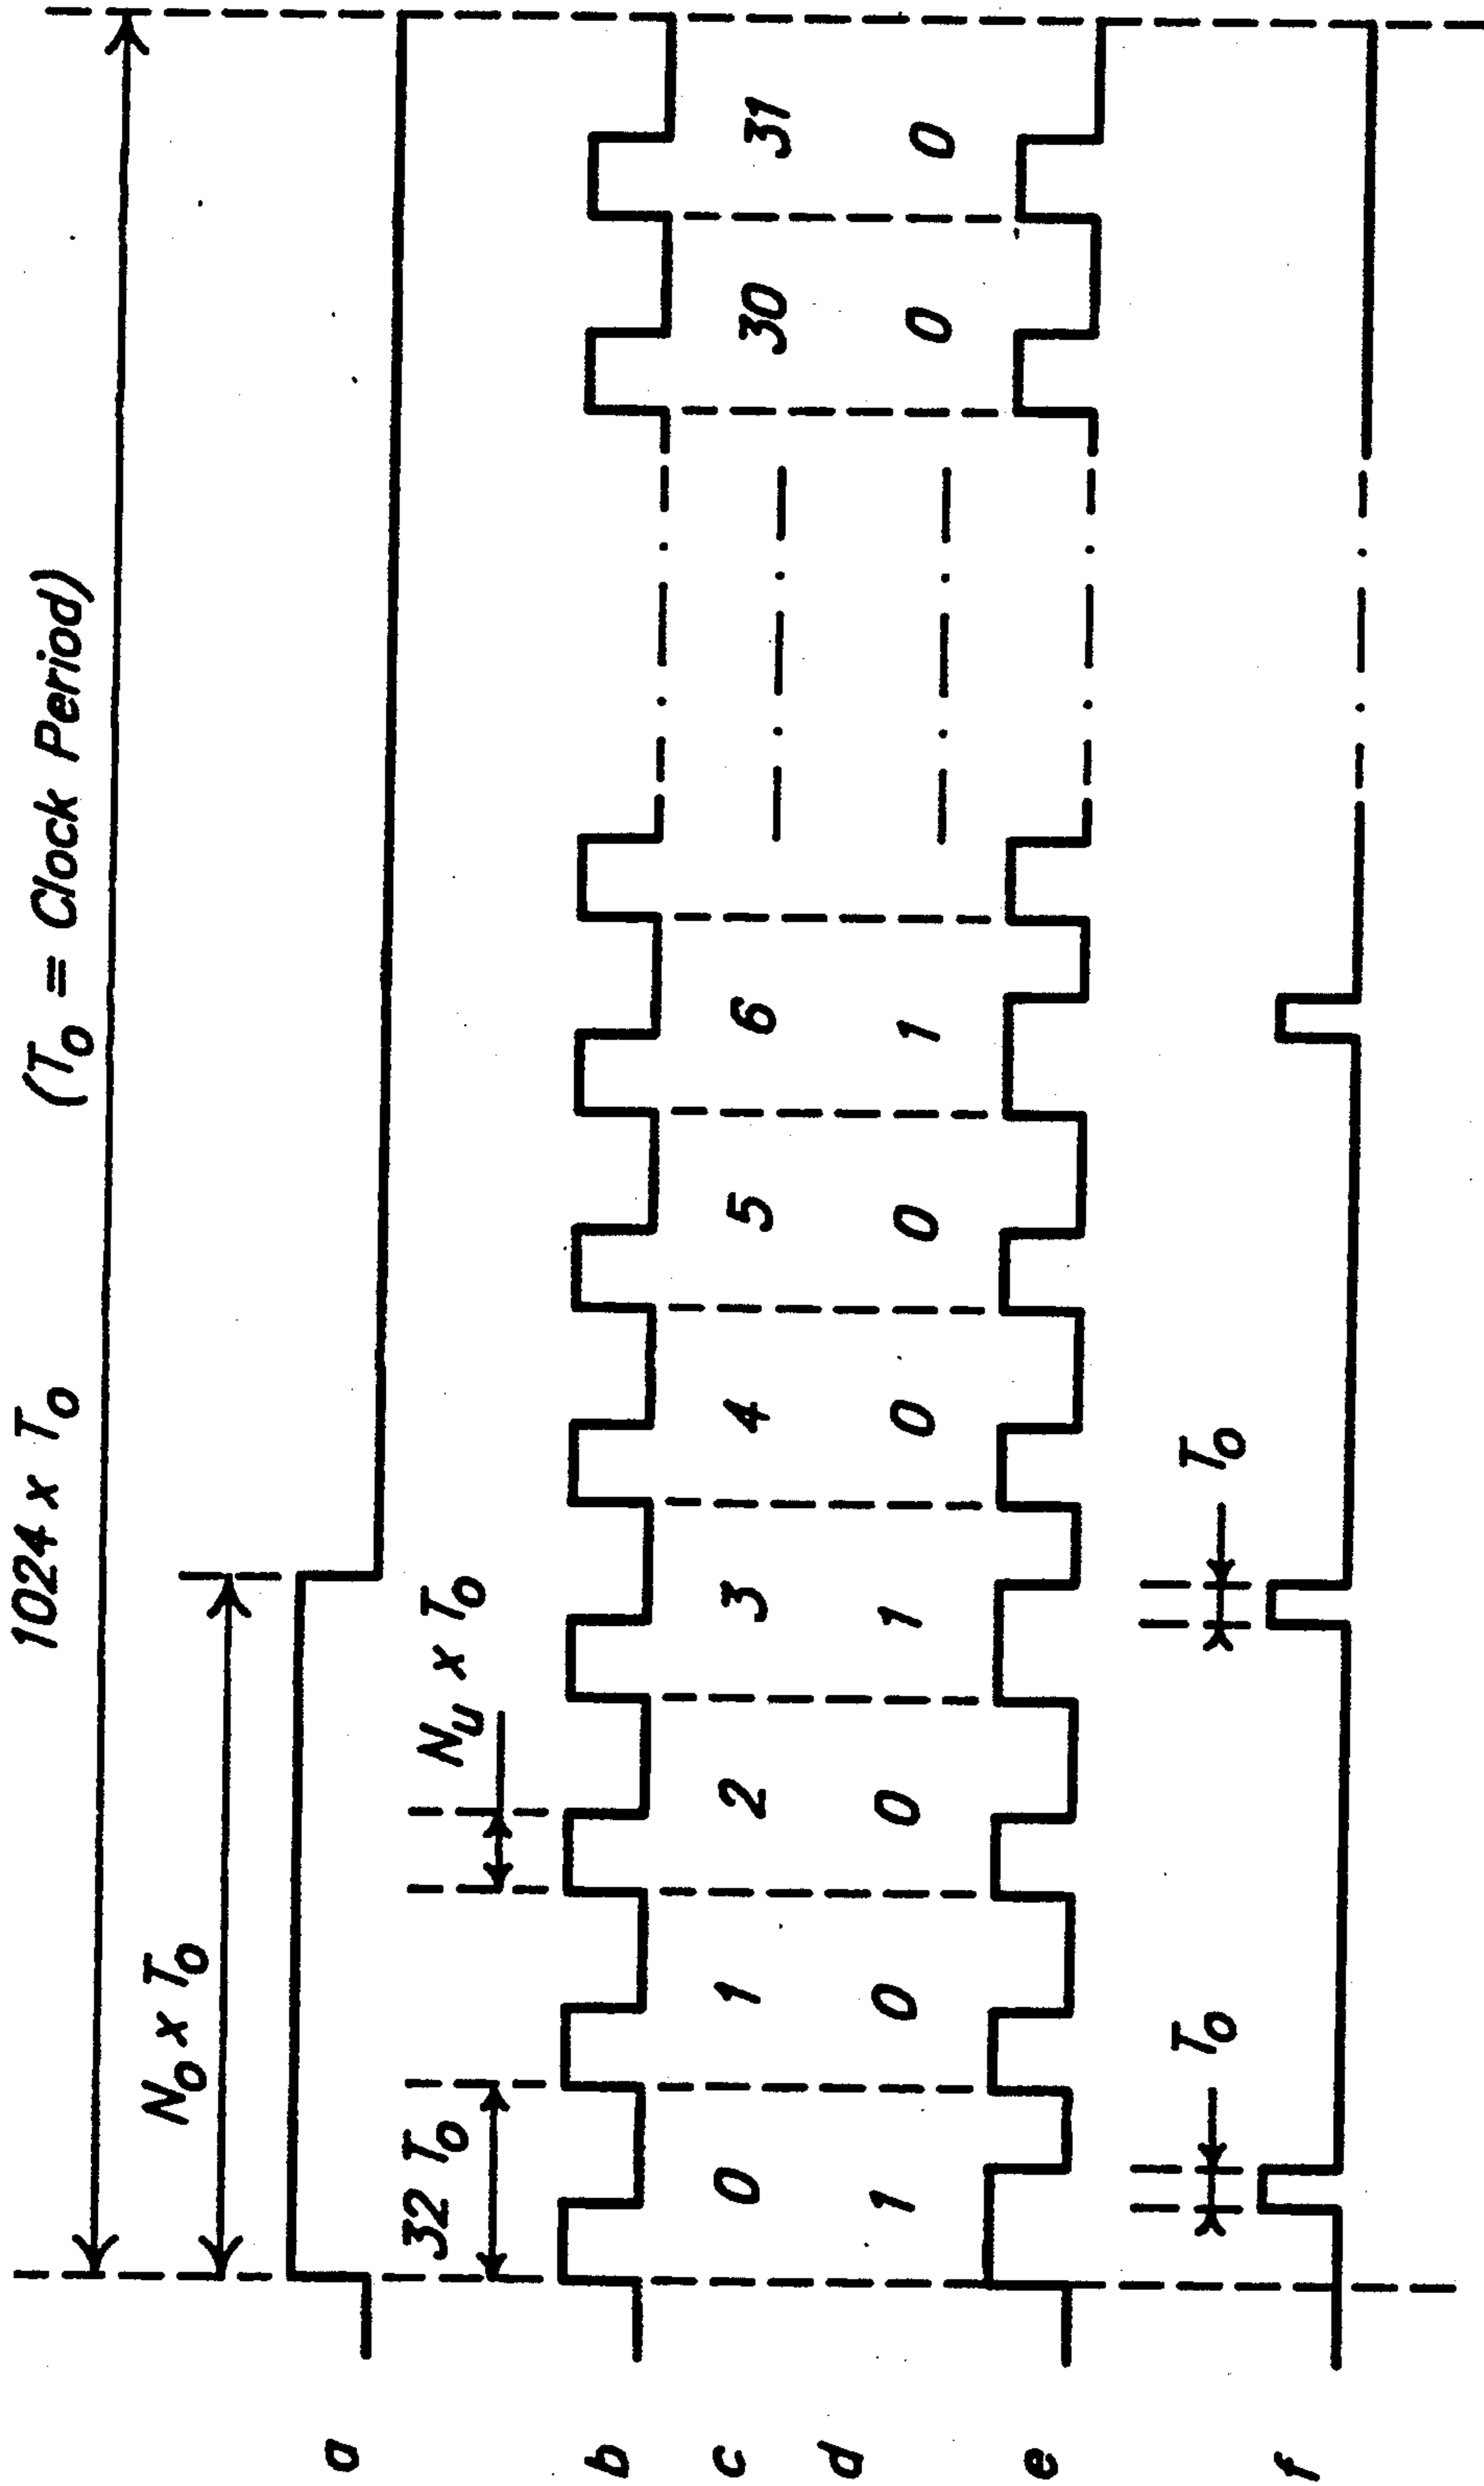 1024 x T₀ (T₀ = Clock Period)
N₀ x T₀
a
32 T₀ Nᵤ x T₀
b
c 0 1 2 3 4 5 6 30 31
d 1 0 0 1 0 0 1 0 0
e
T₀ T₀
f